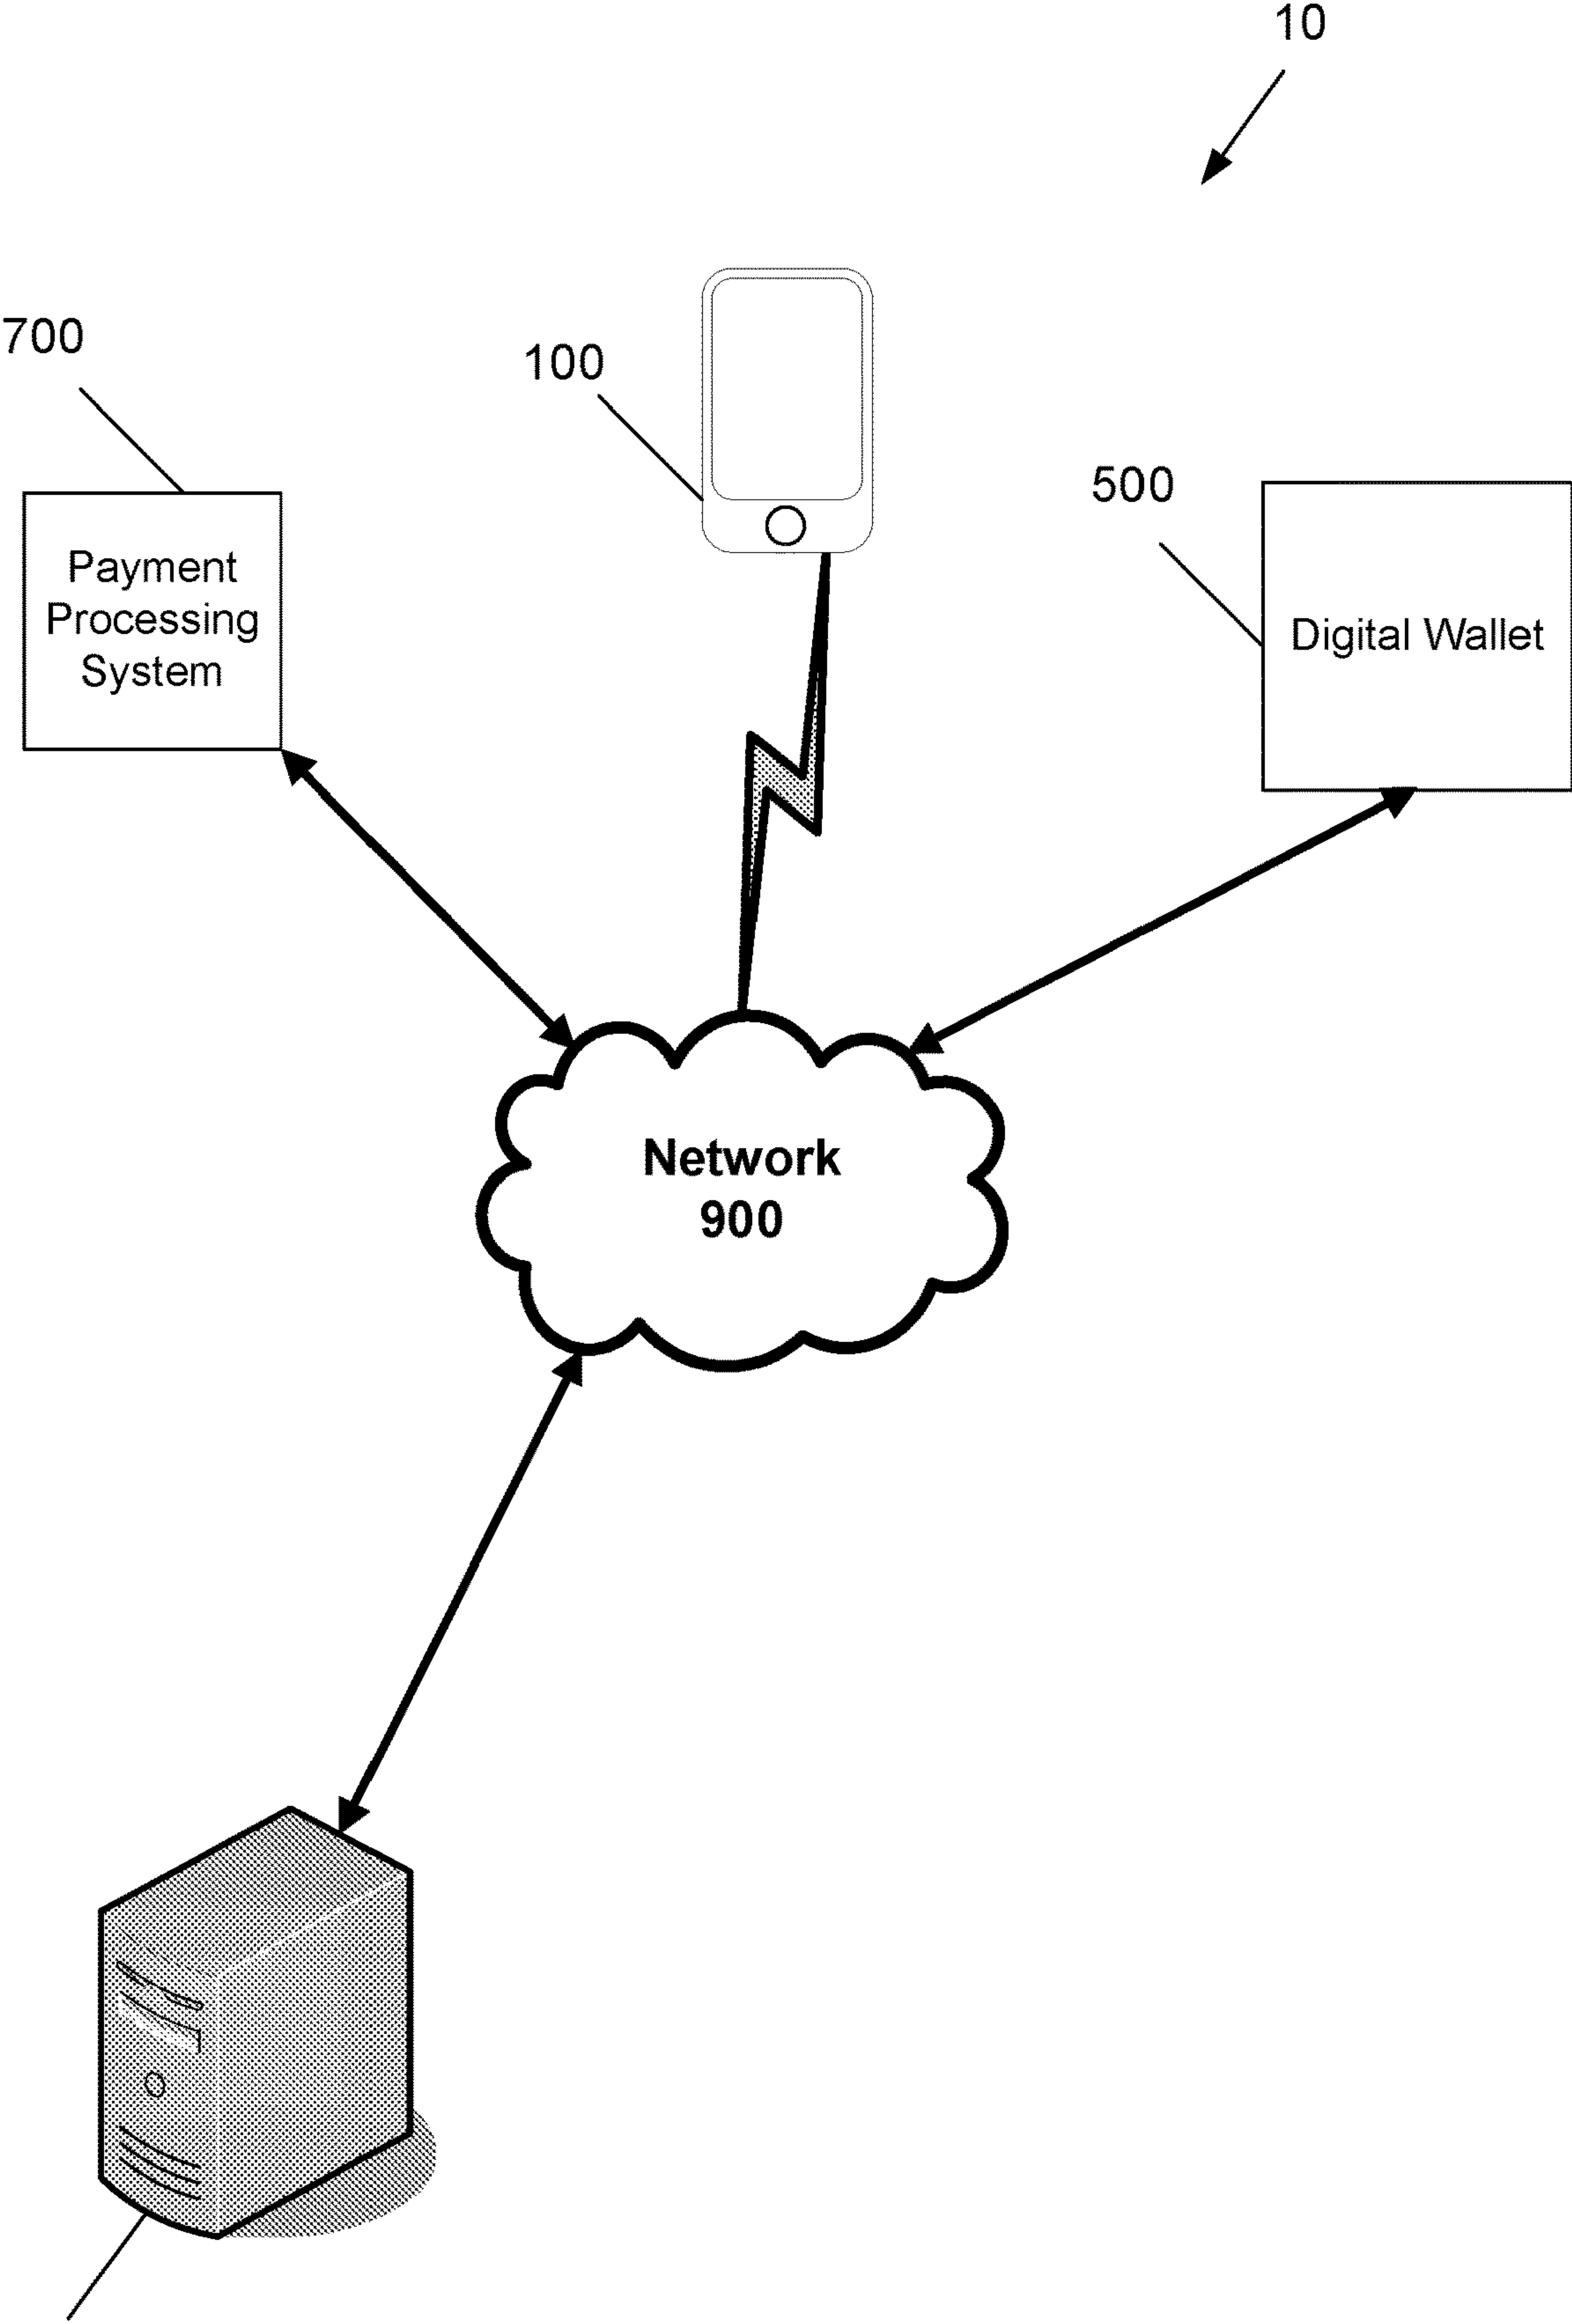 10
700
100
500
Payment
Processing
System
Digital Wallet
Network
900